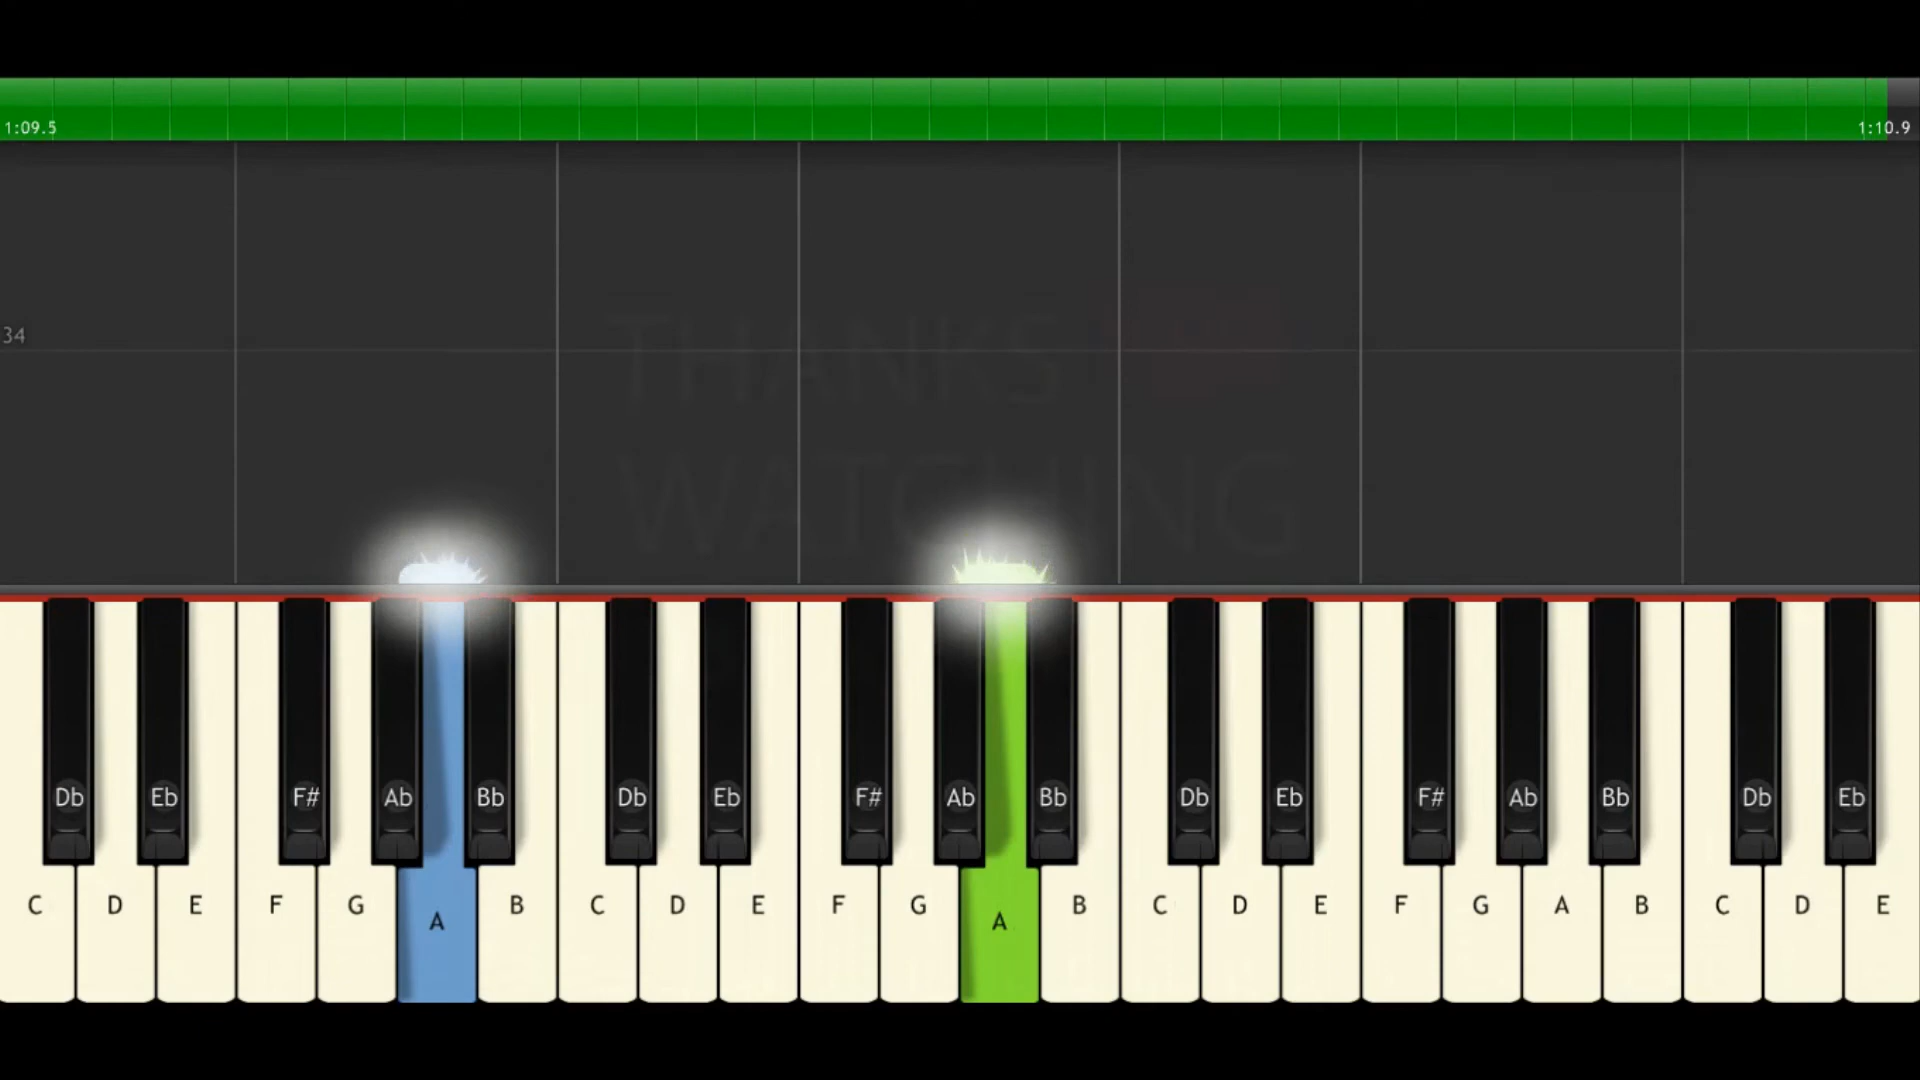 1:09.5 1:10.9
34
THANKS
WATCHING
Db Eb F# Ab Bb Db Eb F# Ab Bb Db Eb F# Ab Bb Db Eb
C D E F G A B C D E F G A B C D E F G A B C D E